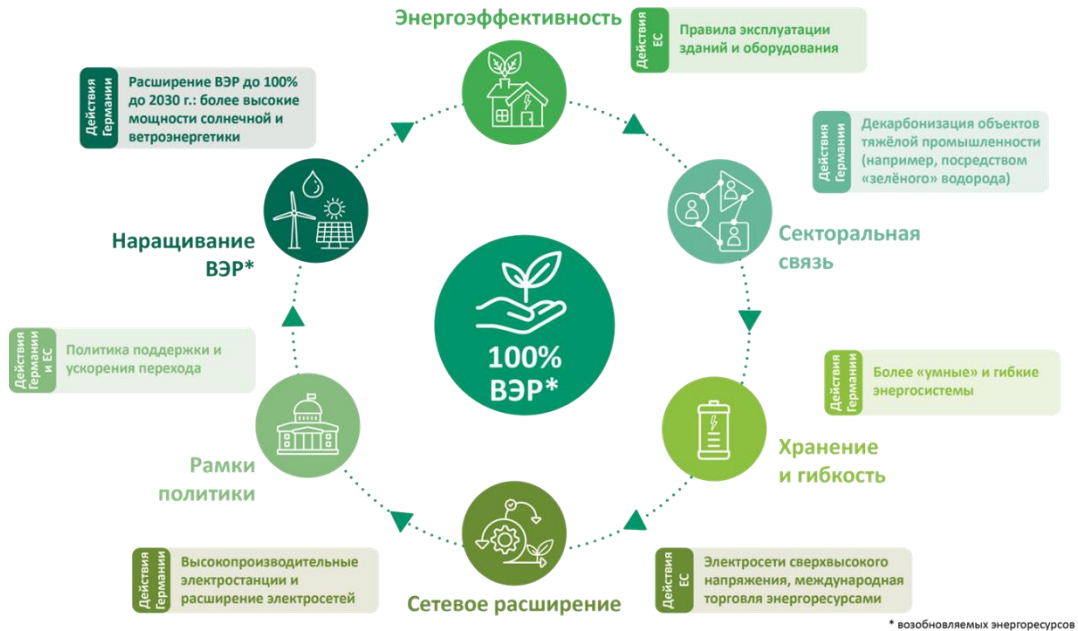 Энергоэффективность
Действия
ЕС
Правила эксплуатации
зданий и оборудования
Действия
Германии
Расширение ВЭР до 100%
до 2030 г.: более высокие
мощности солнечной и
ветроэнергетики
Действия
Германии
Декарбонизация объектов
тяжёлой промышленности
(например, посредством
«зелёного» водорода)
Наращивание
ВЭР*
Секторальная
связь
100%
ВЭР*
Действия
Германии
и ЕС
Политика поддержки и
ускорения перехода
Действия
Германии
Более «умные» и гибкие
энергосистемы
Рамки
политики
Хранение
и гибкость
Действия
Германии
Высокопроизводительные
электростанции и
расширение электросетей
Сетевое расширение
Действия
ЕС
Электросети сверхвысокого
напряжения, международная
торговля энергоресурсами
* возобновляемых энергоресурсов